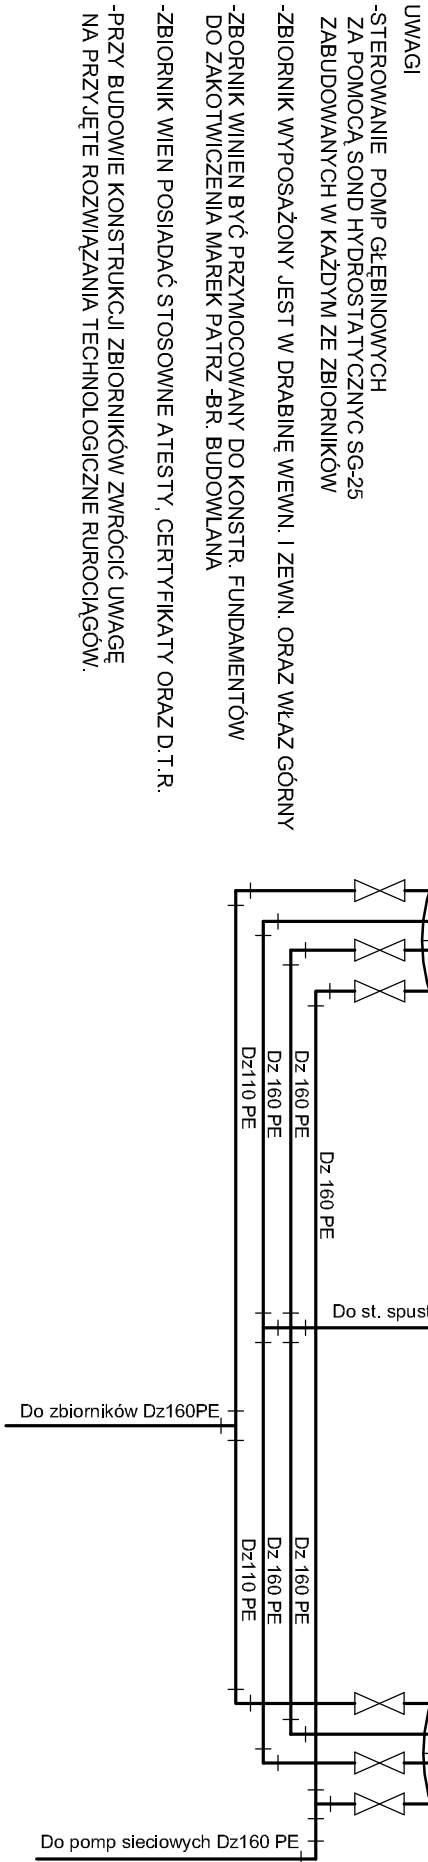 UWAGI
-STEROWANIE POMP GŁĘBINOWYCH
ZA POMOCĄ SOND HYDROSTATYCZNYC SG-25
ZABUDOWANYCH W KAŻDYM ZE ZBIORNIKÓW
-ZBIORNIK WYPOSAŻONY JEST W DRABINĘ WEWN. I ZEWN. ORAZ WŁAZ GÓRNY
-ZBORNIK WINIEN BYĆ PRZYMOCOWANY DO KONSTR. FUNDAMENTÓW
DO ZAKOTWICZENIA MAREK PATRZ -BR. BUDOWLANA
-ZBIORNIK WIEN POSIADAĆ STOSOWNE ATESTY, CERTYFIKATY ORAZ D.T.R.
-PRZY BUDOWIE KONSTRUKCJI ZBIORNIKÓW ZWRÓCIĆ UWAGĘ
NA PRZYJĘTE ROZWIĄZANIA TECHNOLOGICZNE RUROCIĄGÓW.
Dz 160 PE
Dz 160 PE
Dz 160 PE
Dz110 PE
Do st. spust
Do zbiorników Dz160PE
Dz 160 PE
Dz 160 PE
Dz110 PE
Do pomp sieciowych Dz160 PE